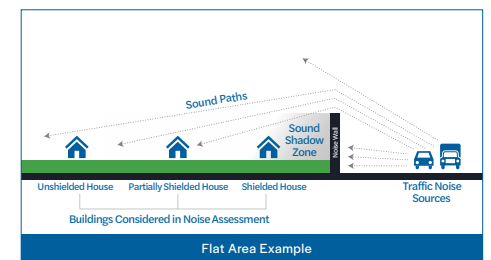 Sound Paths
Sound
Shadow
Zone
Noise Wall
Unshielded House
Partially Shielded House
Shielded House
Traffic Noise
Sources
Buildings Considered in Noise Assessment
Flat Area Example